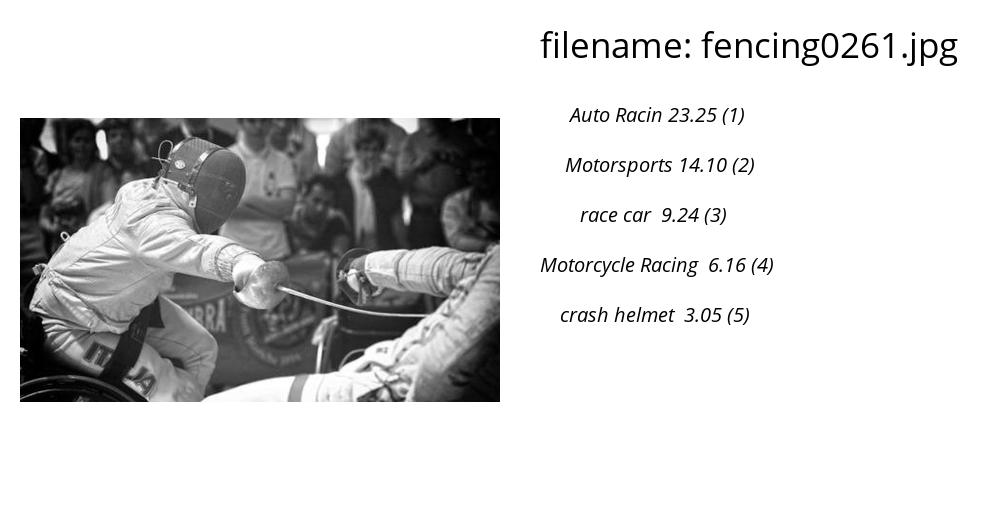 filename: fencing0261.jpg
Auto Racin 23.25 (1)
Motorsports 14.10 (2)
race car 9.24 (3)
Motorcycle Racing 6.16 (4)
crash helmet 3.05 (5)
ITALIA